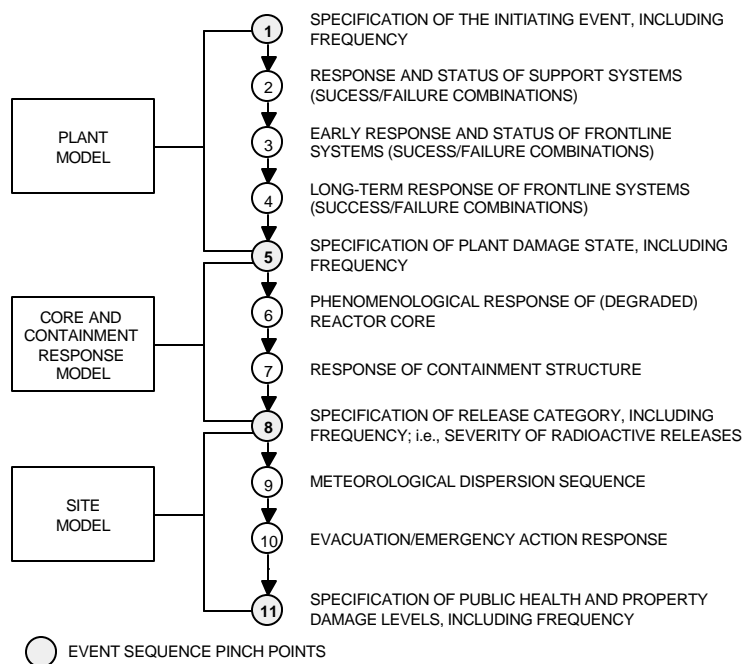 1
SPECIFICATION OF THE INITIATING EVENT, INCLUDING
FREQUENCY
2
RESPONSE AND STATUS OF SUPPORT SYSTEMS
(SUCESS/FAILURE COMBINATIONS)
PLANT
MODEL
3
EARLY RESPONSE AND STATUS OF FRONTLINE
SYSTEMS (SUCESS/FAILURE COMBINATIONS)
4
LONG-TERM RESPONSE OF FRONTLINE SYSTEMS
(SUCCESS/FAILURE COMBINATIONS)
5
SPECIFICATION OF PLANT DAMAGE STATE, INCLUDING
FREQUENCY
CORE AND
CONTAINMENT
RESPONSE
MODEL
6
PHENOMENOLOGICAL RESPONSE OF (DEGRADED)
REACTOR CORE
7
RESPONSE OF CONTAINMENT STRUCTURE
8
SPECIFICATION OF RELEASE CATEGORY, INCLUDING
FREQUENCY; i.e., SEVERITY OF RADIOACTIVE RELEASES
SITE
MODEL
9
METEOROLOGICAL DISPERSION SEQUENCE
10
EVACUATION/EMERGENCY ACTION RESPONSE
11
SPECIFICATION OF PUBLIC HEALTH AND PROPERTY
DAMAGE LEVELS, INCLUDING FREQUENCY
EVENT SEQUENCE PINCH POINTS